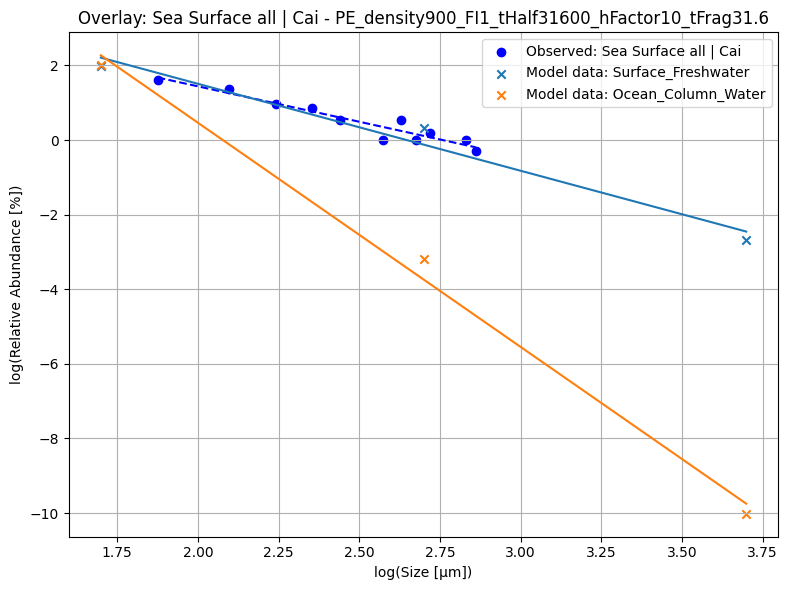 Overlay: Sea Surface all | Cai - PE_density900_FI1_tHalf31600_hFactor10_tFrag31.6
Observed: Sea Surface all | Cai
Model data: Surface_Freshwater
Model data: Ocean_Column_Water
log(Relative Abundance [%])
2
0
−2
−4
−6
−8
−10
1.75
2.00
2.25
2.50
2.75
3.00
3.25
3.50
3.75
log(Size [μm])